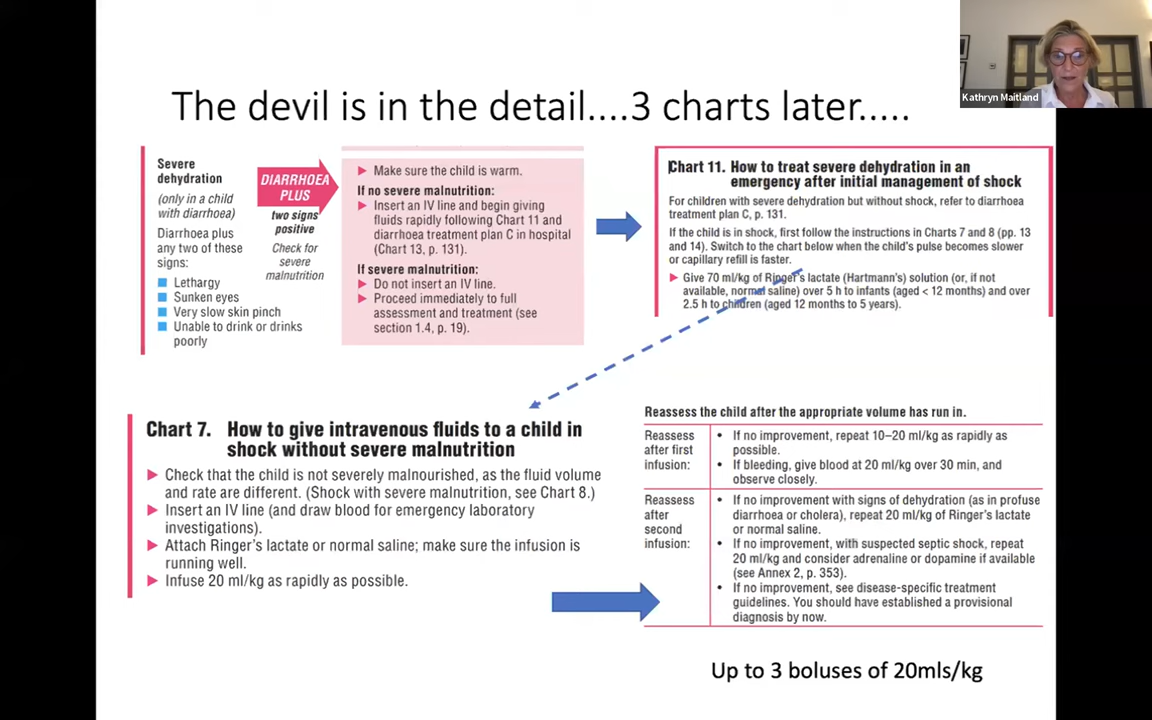 Kathryn Maitland
The devil is in the detail....3 charts later.....
Severe
dehydration
(only in a child
with diarrhoea)
Diarrhoea plus
any two of these
signs:
Lethargy
Sunken eyes
Very slow skin pinch
Unable to drink or drinks
poorly
DIARRHOEA
PLUS
two signs
positive
Check for
severe
malnutrition
Make sure the child is warm.
If no severe malnutrition:
Insert an IV line and begin giving
fluids rapidly following Chart 11 and
diarrhoea treatment plan C in hospital
(Chart 13, p. 131).
If severe malnutrition:
Do not insert an IV line.
Proceed immediately to full
assessment and treatment (see
section 1.4, p. 19).
Chart 11. How to treat severe dehydration in an
emergency after initial management of shock
For children with severe dehydration but without shock, refer to diarrhoea
treatment plan C, p. 131.
If the child is in shock, first follow the instructions in Charts 7 and 8 (pp. 13
and 14). Switch to the chart below when the child's pulse becomes slower
or capillary refill is faster.
Give 70 ml/kg of Ringer's lactate (Hartmann's) solution (or, if not
available, normal saline) over 5 h to infants (aged < 12 months) and over
2.5 h to children (aged 12 months to 5 years).
Chart 7. How to give intravenous fluids to a child in
shock without severe malnutrition
Check that the child is not severely malnourished, as the fluid volume
and rate are different. (Shock with severe malnutrition, see Chart 8.)
Insert an IV line (and draw blood for emergency laboratory
investigations).
Attach Ringer's lactate or normal saline; make sure the infusion is
running well.
Infuse 20 ml/kg as rapidly as possible.
Reassess the child after the appropriate volume has run in.
Reassess
after first
infusion:
• If no improvement, repeat 10–20 ml/kg as rapidly as
possible.
• If bleeding, give blood at 20 ml/kg over 30 min, and
observe closely.
Reassess
after
second
infusion:
• If no improvement with signs of dehydration (as in profuse
diarrhoea or cholera), repeat 20 ml/kg of Ringer's lactate
or normal saline.
• If no improvement, with suspected septic shock, repeat
20 ml/kg and consider adrenaline or dopamine if available
(see Annex 2, p. 353).
• If no improvement, see disease-specific treatment
guidelines. You should have established a provisional
diagnosis by now.
Up to 3 boluses of 20mls/kg